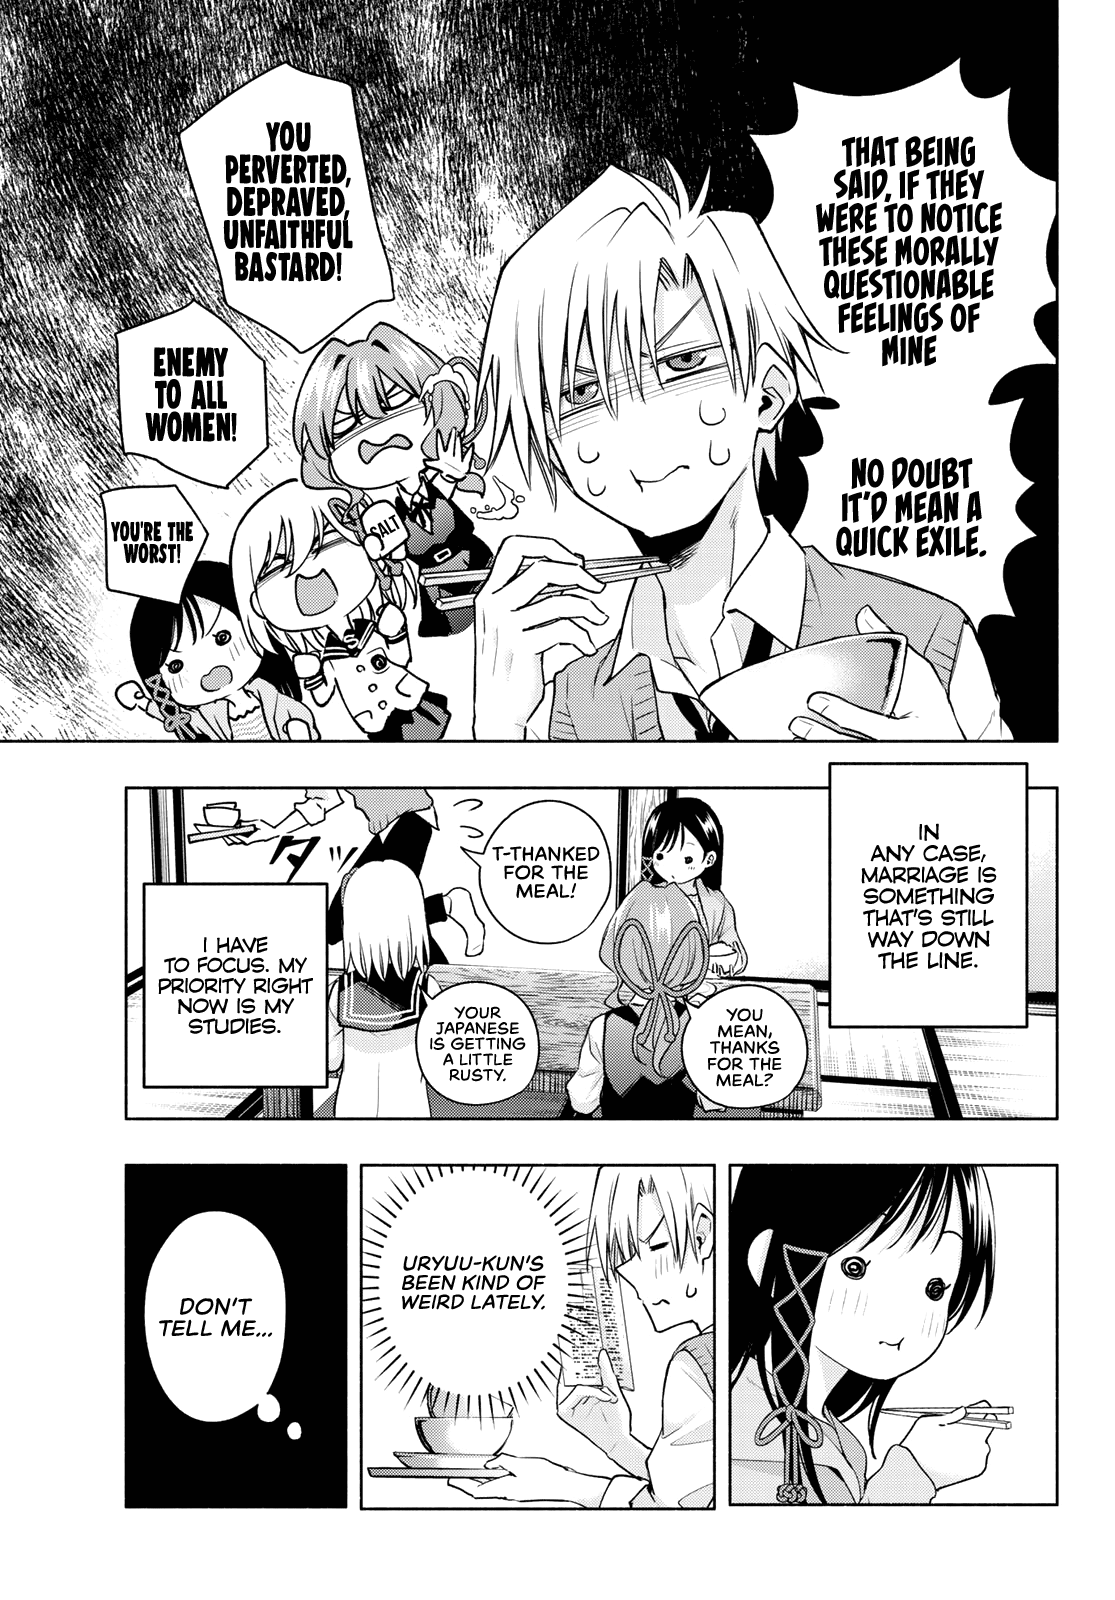 THAT BEING
SAID, IF THEY
WERE TO NOTICE
THESE MORALLY
QUESTIONABLE
FEELINGS OF
MINE
NO DOUBT
IT'D MEAN A
QUICK EXILE.
YOU
PERVERTED,
DEPRAVED,
UNFAITHFUL
BASTARD!
ENEMY
TO ALL
WOMEN!
YOU'RE THE
WORST!
SALT
IN
ANY CASE,
MARRIAGE IS
SOMETHING
THAT'S STILL
WAY DOWN
THE LINE.
T-THANKED
FOR THE
MEAL!
YOU
MEAN,
THANKS
FOR THE
MEAL?
YOUR
JAPANESE
IS GETTING
A LITTLE
RUSTY.
ダッ
I HAVE
TO FOCUS. MY
PRIORITY RIGHT
NOW IS MY
STUDIES.
URYUU-KUN'S
BEEN KIND OF
WEIRD LATELY.
DON'T
TELL ME...